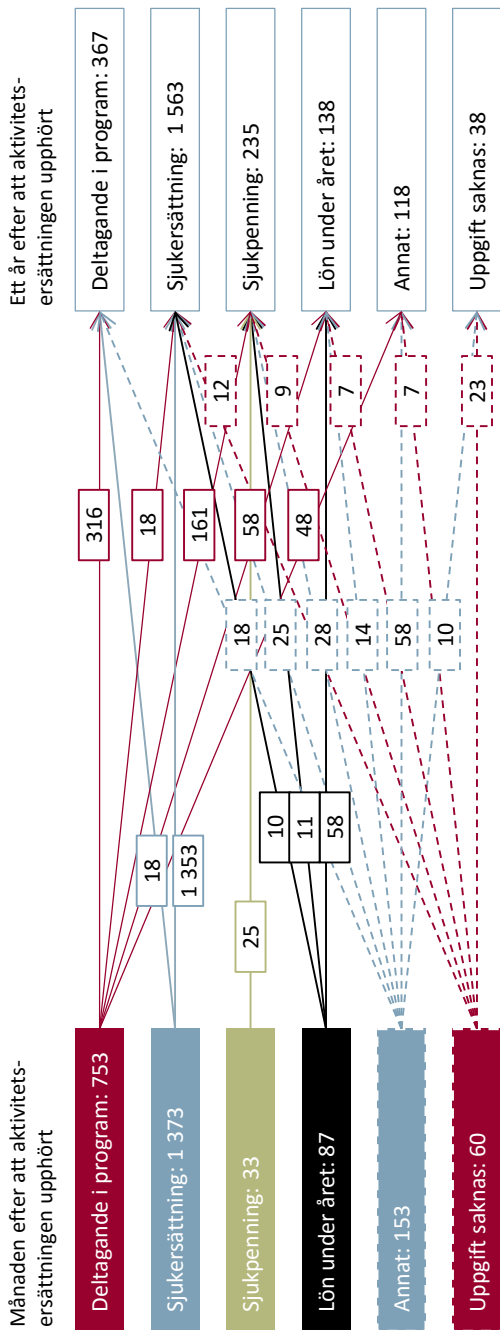 Månaden efter att aktivitets-
ersättningen upphört
Ett år efter att aktivitets-
ersättningen upphört
Deltagande i program: 753
Sjukersättning: 1 373
Sjukpenning: 33
Lön under året: 87
Annat: 153
Uppgift saknas: 60
316
18
161
58
48
18
1 353
25
10
11
58
18
25
28
14
58
10
12
9
7
7
23
Deltagande i program: 367
Sjukersättning: 1 563
Sjukpenning: 235
Lön under året: 138
Annat: 118
Uppgift saknas: 38